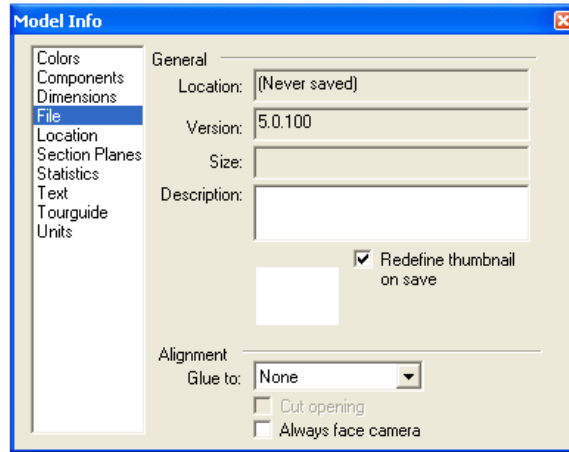 Model Info
Colors
Components
Dimensions
File
Location
Section Planes
Statistics
Text
Tourguide
Units
General
Location: (Never saved)
Version: 5.0.100
Size:
Description:
Redefine thumbnail
on save
Alignment
Glue to: None
Cut opening
Always face camera